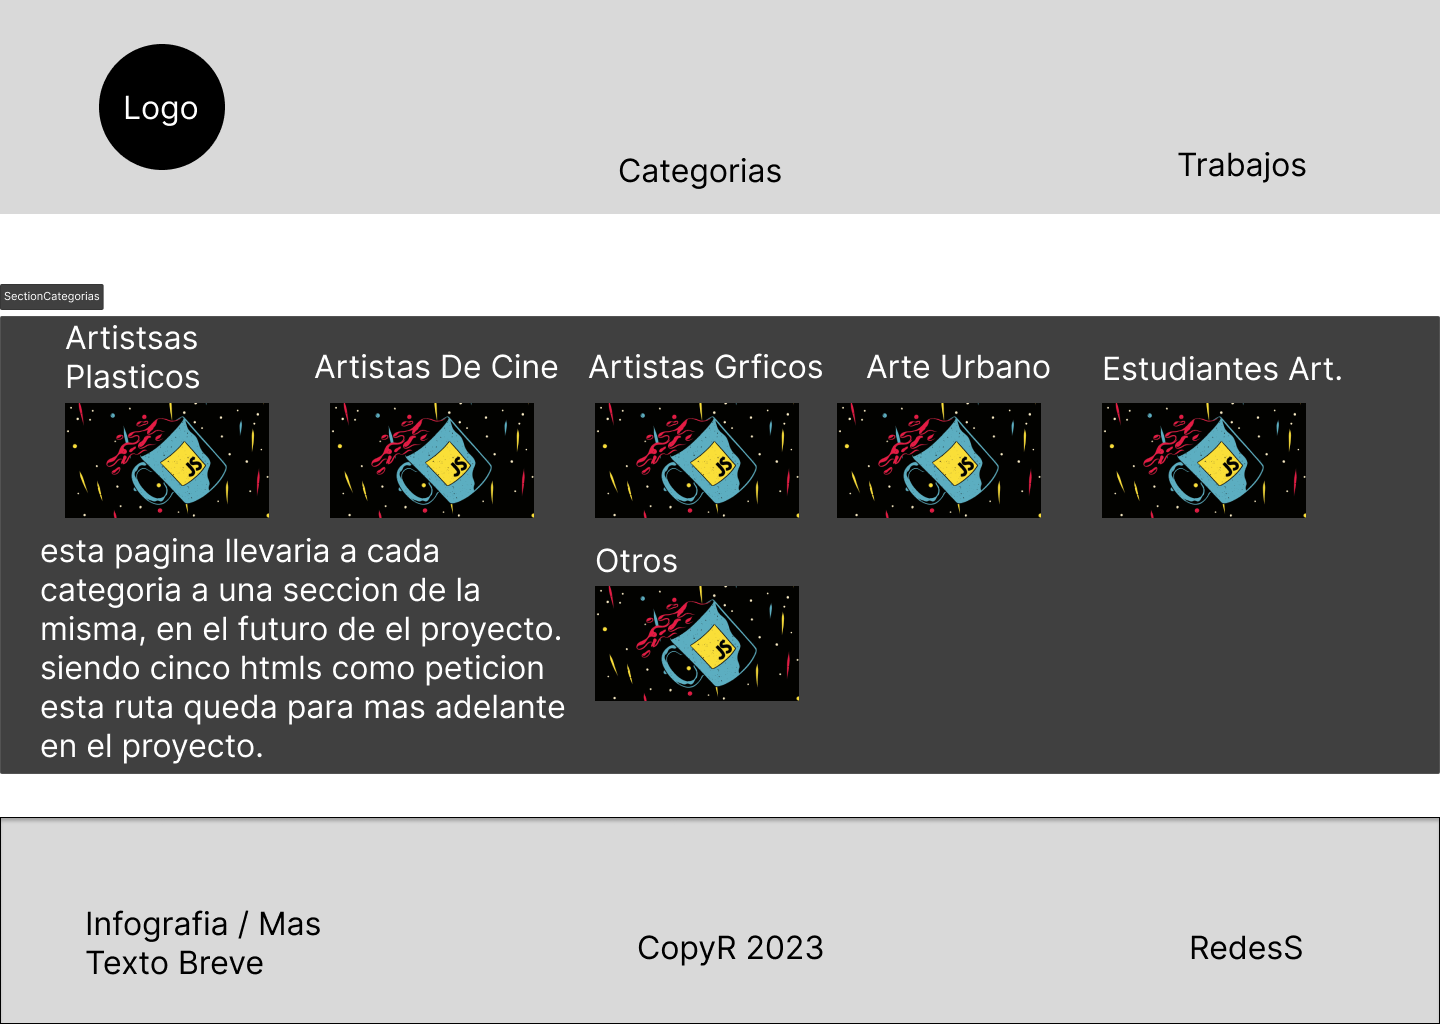 Logo
Categorias
Trabajos
SectionCategorias
Artistsas
Plasticos
Artistas De Cine
Artistas Grficos
Arte Urbano
Estudiantes Art.
JS
JS
JS
JS
JS
esta pagina llevaria a cada
categoria a una seccion de la
misma, en el futuro de el proyecto.
siendo cinco htmls como peticion
esta ruta queda para mas adelante
en el proyecto.
Otros
JS
Infografia / Mas
Texto Breve
CopyR 2023
RedesS